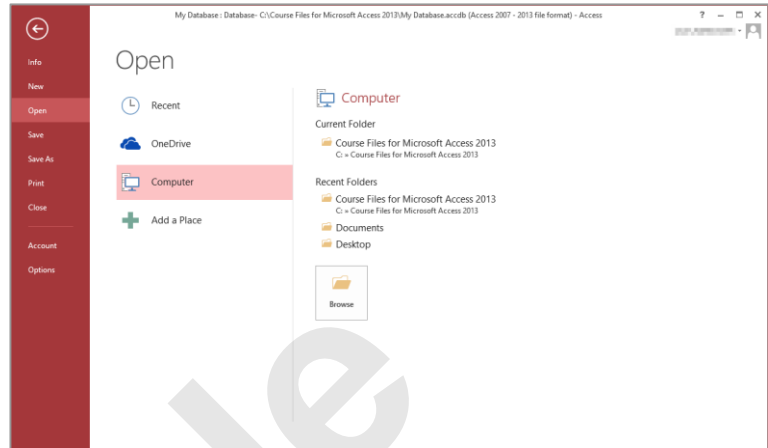 My Database : Database- C:\Course Files for Microsoft Access 2013\My Database.accdb (Access 2007 - 2013 file format) - Access
?
Info
New
Open
Save
Save As
Print
Close
Account
Options
Open
Recent
OneDrive
Computer
Add a Place
Computer
Current Folder
Course Files for Microsoft Access 2013
C: » Course Files for Microsoft Access 2013
Recent Folders
Course Files for Microsoft Access 2013
C: » Course Files for Microsoft Access 2013
Documents
Desktop
Browse
le